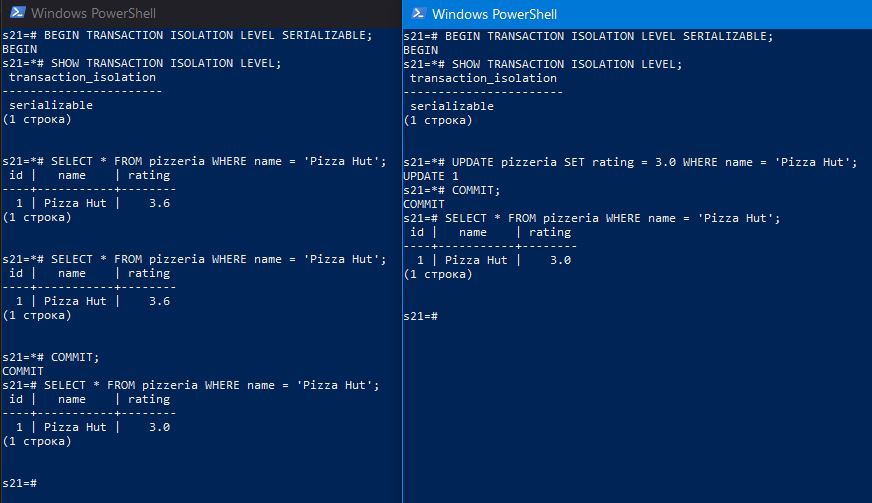 Windows PowerShell
s21=# BEGIN TRANSACTION ISOLATION LEVEL SERIALIZABLE;
BEGIN
s21=*# SHOW TRANSACTION ISOLATION LEVEL;
 transaction_isolation
-----------------------
 serializable
(1 строка)
s21=*# SELECT * FROM pizzeria WHERE name = 'Pizza Hut';
 id |   name    | rating
----+-----------+--------
  1 | Pizza Hut |    3.6
(1 строка)
s21=*# SELECT * FROM pizzeria WHERE name = 'Pizza Hut';
 id |   name    | rating
----+-----------+--------
  1 | Pizza Hut |    3.6
(1 строка)
s21=*# COMMIT;
COMMIT
s21=# SELECT * FROM pizzeria WHERE name = 'Pizza Hut';
 id |   name    | rating
----+-----------+--------
  1 | Pizza Hut |    3.0
(1 строка)
s21=#
Windows PowerShell
s21=# BEGIN TRANSACTION ISOLATION LEVEL SERIALIZABLE;
BEGIN
s21=*# SHOW TRANSACTION ISOLATION LEVEL;
 transaction_isolation
-----------------------
 serializable
(1 строка)
s21=*# UPDATE pizzeria SET rating = 3.0 WHERE name = 'Pizza Hut';
UPDATE 1
s21=*# COMMIT;
COMMIT
s21=# SELECT * FROM pizzeria WHERE name = 'Pizza Hut';
 id |   name    | rating
----+-----------+--------
  1 | Pizza Hut |    3.0
(1 строка)
s21=#